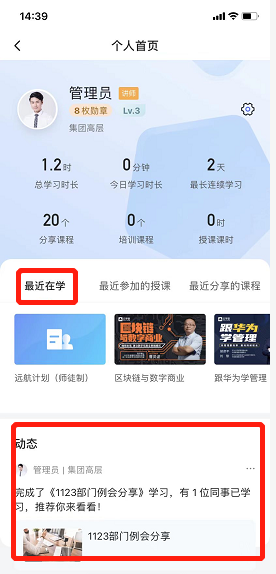 14:39
个人首页
管理员 讲师
8 枚勋章 Lv.3
集团高层
1.2时 0分钟 2天
总学习时长 今日学习时长 最长连续学习
20个 0个 0时
分享课程 培训课程 授课课时
最近在学 最近参加的授课 最近分享的课程
区块链
与数字商业
跟华为
学管理
远航计划（师徒制） 区块链与数字商业 跟华为学管理
动态
管理员 | 集团高层 ...
完成了《1123部门例会分享》学习，有 1 位同事已学
习，推荐你来看看！
1123部门例会分享